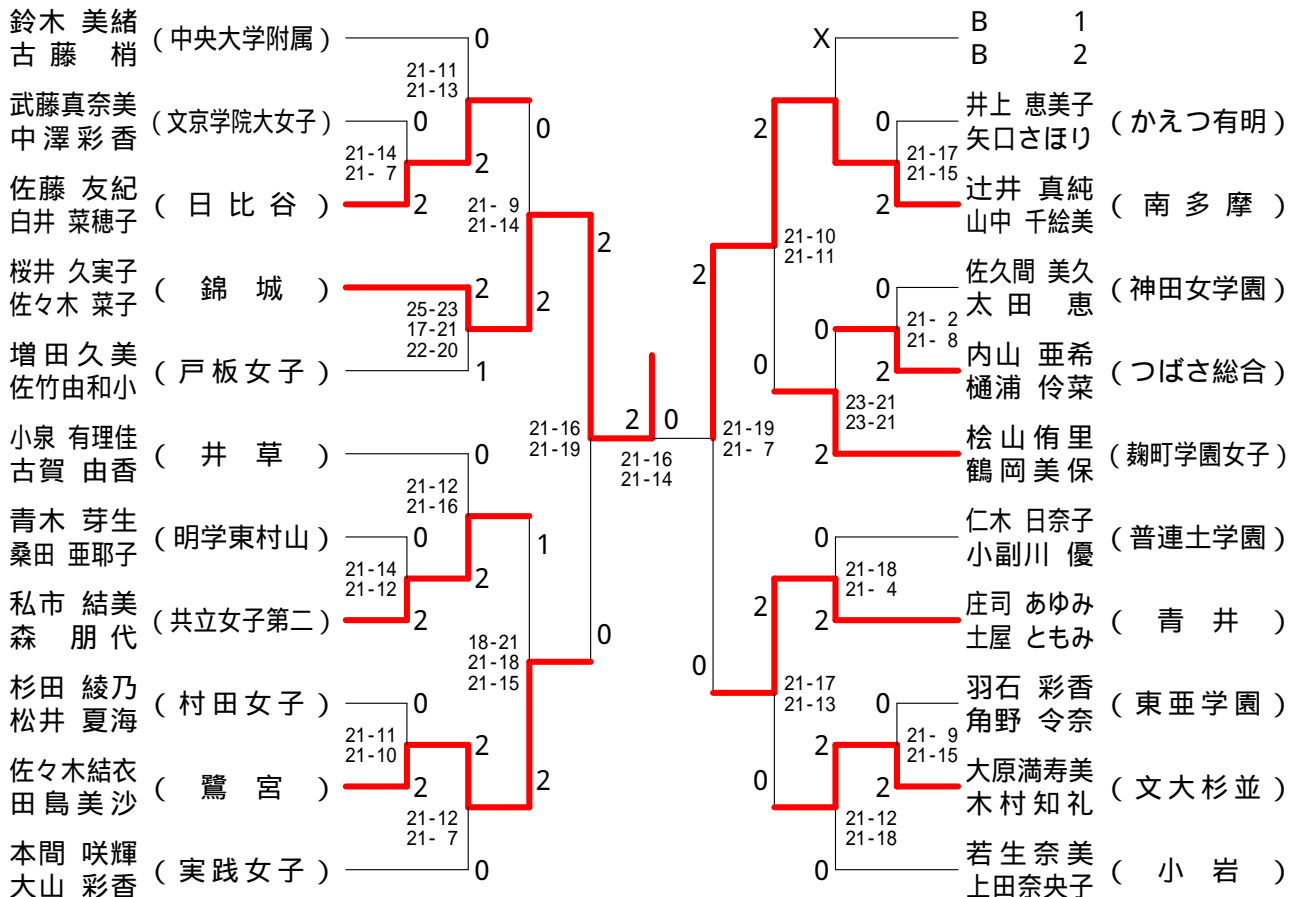 鈴木 美緒
古藤 梢
(中央大学附属)
0
21-11
21-13
武藤真奈美
中澤彩香
(文京学院大女子)
0
0
21-14
21- 7
2
佐藤 友紀
白井 菜穂子
( 日 比 谷 )
2
21- 9
21-14
2
2
桜井 久実子
佐々木 菜子
( 錦 城 )
2
2
25-23
17-21
22-20
増田久美
佐竹由和小
(戸板女子)
1
21-16
21-19
小泉 有理佳
古賀 由香
( 井 草 )
0
21-12
21-16
青木 芽生
桑田 亜耶子
(明学東村山)
0
1
21-14
21-12
2
私市 結美
森 朋代
(共立女子第二)
2
18-21
21-18
21-15
0
杉田 綾乃
松井 夏海
(村田女子)
0
21-11
21-10
2
佐々木結衣
田島美沙
( 鷺 宮 )
2
2
21-12
21- 7
本間 咲輝
大山 彩香
(実践女子)
0
2
0
21-16
21-14
X
B 1
B 2
2
0
井上 恵美子
矢口さほり
(かえつ有明)
21-17
21-15
2
辻井 真純
山中 千絵美
( 南 多 摩 )
2
21-10
21-11
0
佐久間 美久
太田 恵
(神田女学園)
0
21- 2
21- 8
0
2
内山 亜希
樋浦 伶菜
(つばさ総合)
23-21
23-21
21-19
21- 7
2
桧山侑里
鶴岡美保
(麹町学園女子)
0
仁木 日奈子
小副川 優
(普連土学園)
21-18
21- 4
2
2
庄司 あゆみ
土屋 ともみ
( 青 井 )
0
21-17
21-13
0
羽石 彩香
角野 令奈
(東亜学園)
21- 9
21-15
2
0
2
大原満寿美
木村知礼
(文大杉並)
21-12
21-18
0
若生奈美
上田奈央子
( 小 岩 )